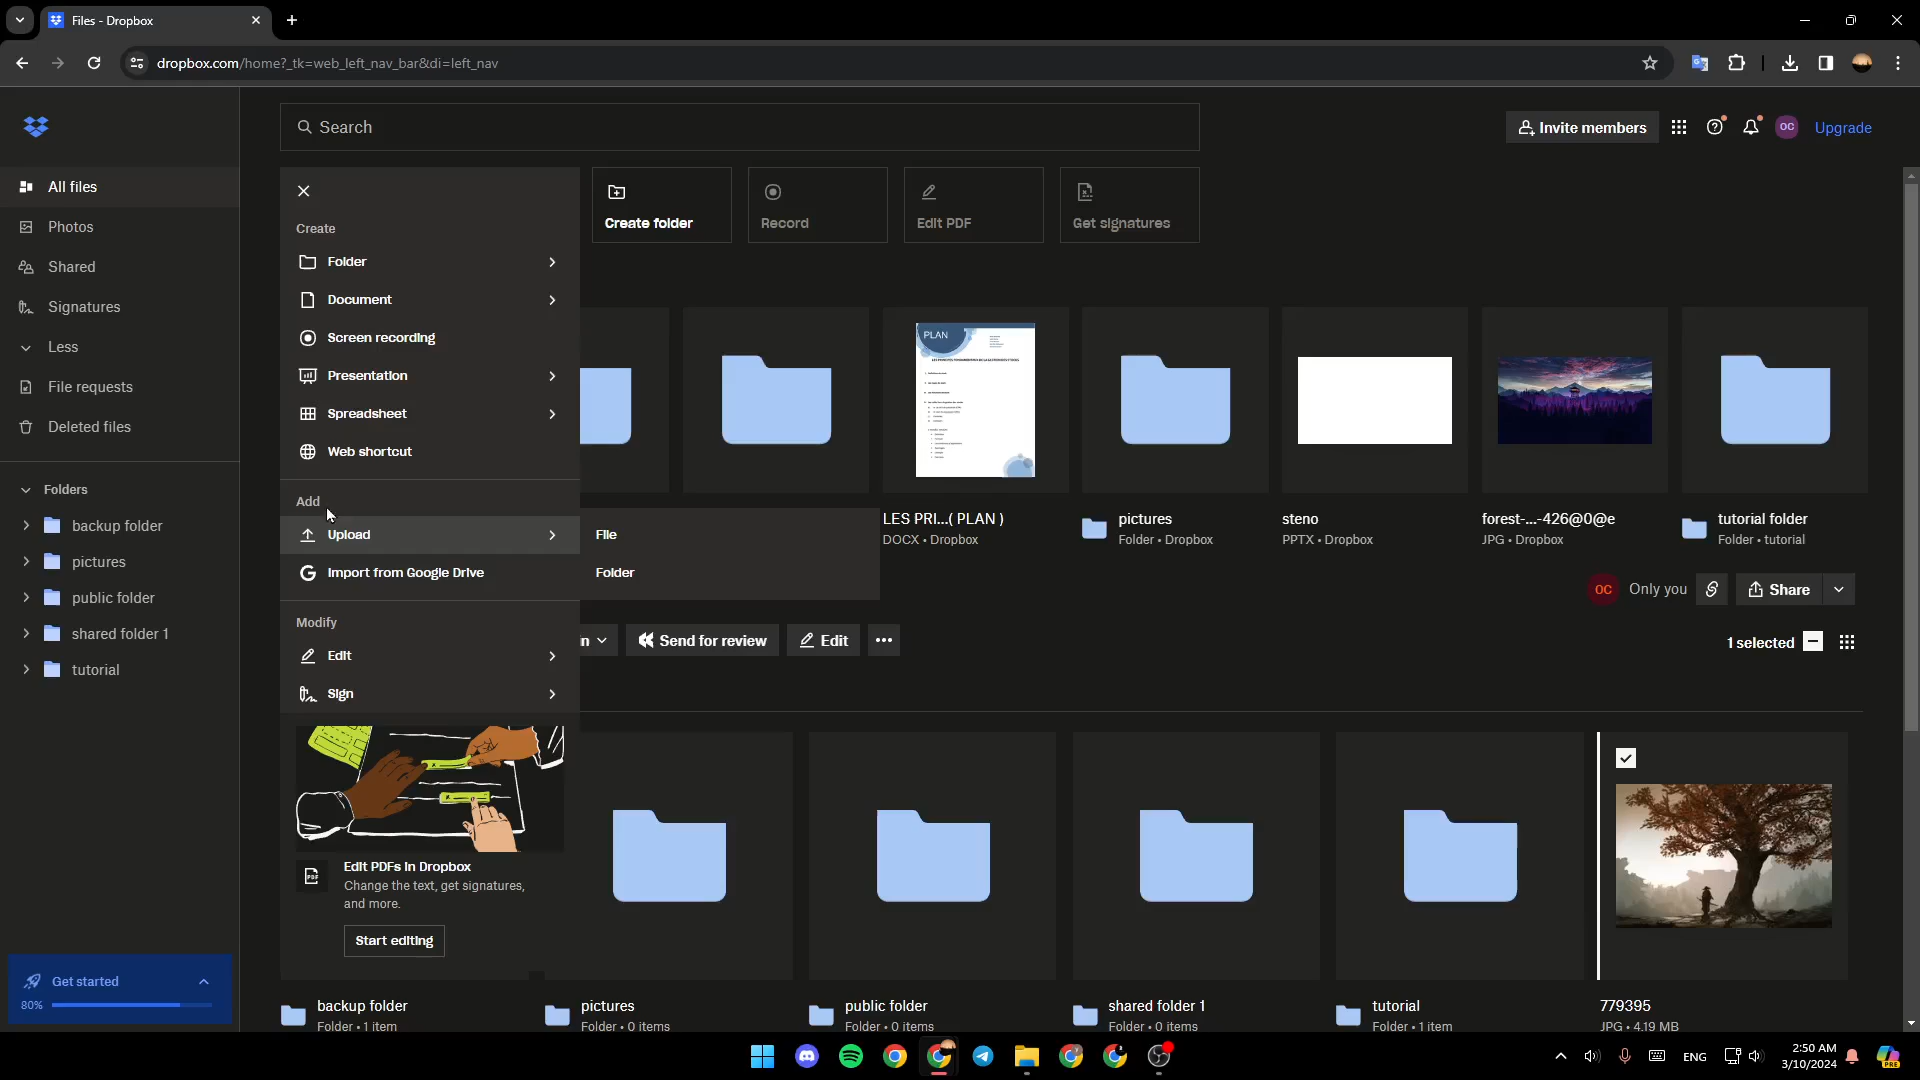 Files - Dropbox
dropbox.com/home?_tk=web_left_nav_bar&di=left_nav
Search
Invite members
OC
Upgrade
All files
Photos
Shared
Signatures
Less
File requests
Deleted files
Folders
backup folder
pictures
public folder
shared folder 1
tutorial
Get started
80%
Create
Folder
Document
Screen recording
Presentation
Spreadsheet
Web shortcut
Add
Upload
Import from Google Drive
File
Folder
Modify
Edit
Sign
Edit PDFs in Dropbox
Change the text, get signatures,
and more.
Start editing
Create folder
Record
Edit PDF
Get signatures
PLAN
LES PRI...( PLAN )
DOCX • Dropbox
pictures
Folder • Dropbox
steno
PPTX • Dropbox
forest-...-426@0@e
JPG • Dropbox
tutorial folder
Folder • tutorial
OC
Only you
Share
in
Send for review
Edit
1 selected
backup folder
Folder • 1 item
pictures
Folder • 0 items
public folder
Folder • 0 items
shared folder 1
Folder • 0 items
tutorial
Folder • 1 item
779395
JPG • 4.19 MB
ENG
2:50 AM
3/10/2024
PRE